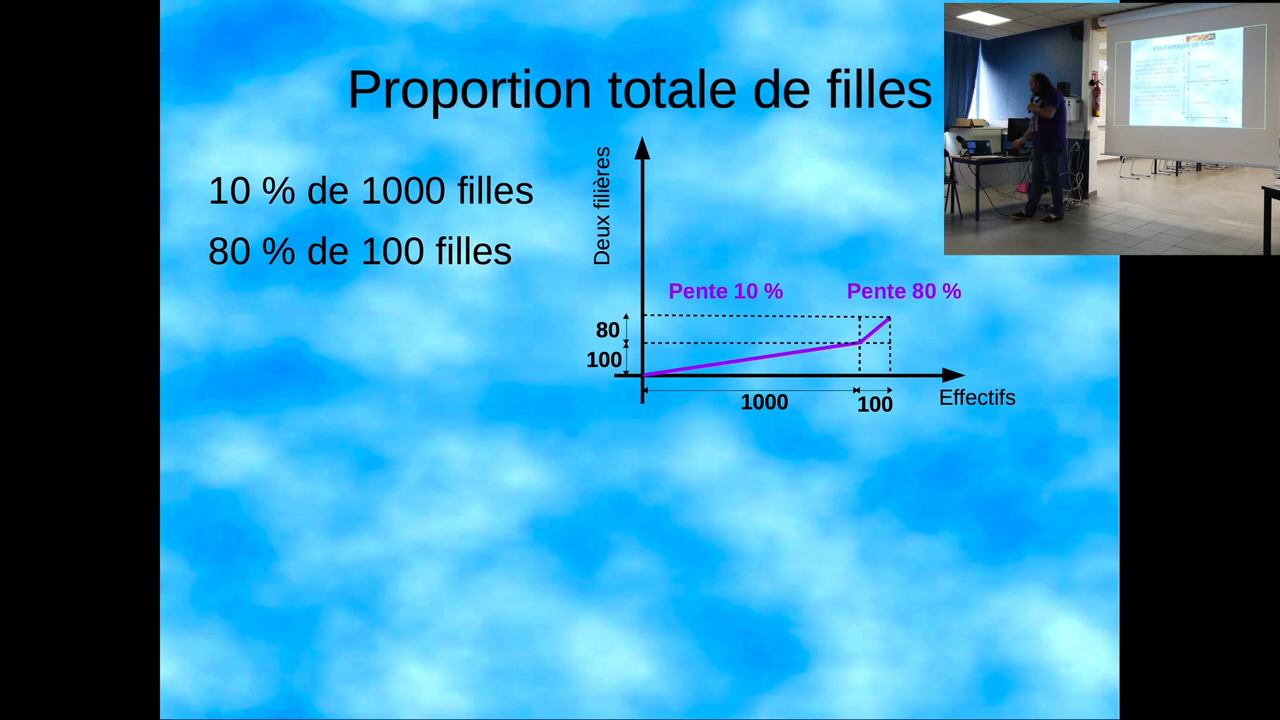 Proportion totale de filles
10 % de 1000 filles
80 % de 100 filles
Deux filières
Pente 10 %
Pente 80 %
80
100
1000
100
Effectifs